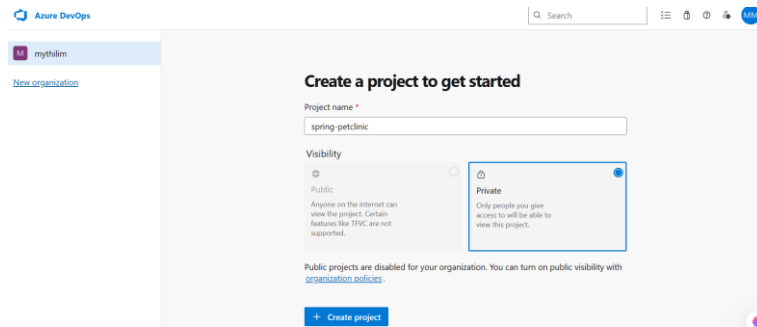 Azure DevOps
Search
MM
M mythilim
New organization
Create a project to get started
Project name *
spring-petclinic
Visibility
Public
Anyone on the internet can
view the project. Certain
features like TFVC are not
supported.
Private
Only people you give
access to will be able to
view this project.
Public projects are disabled for your organization. You can turn on public visibility with
organization policies.
+ Create project